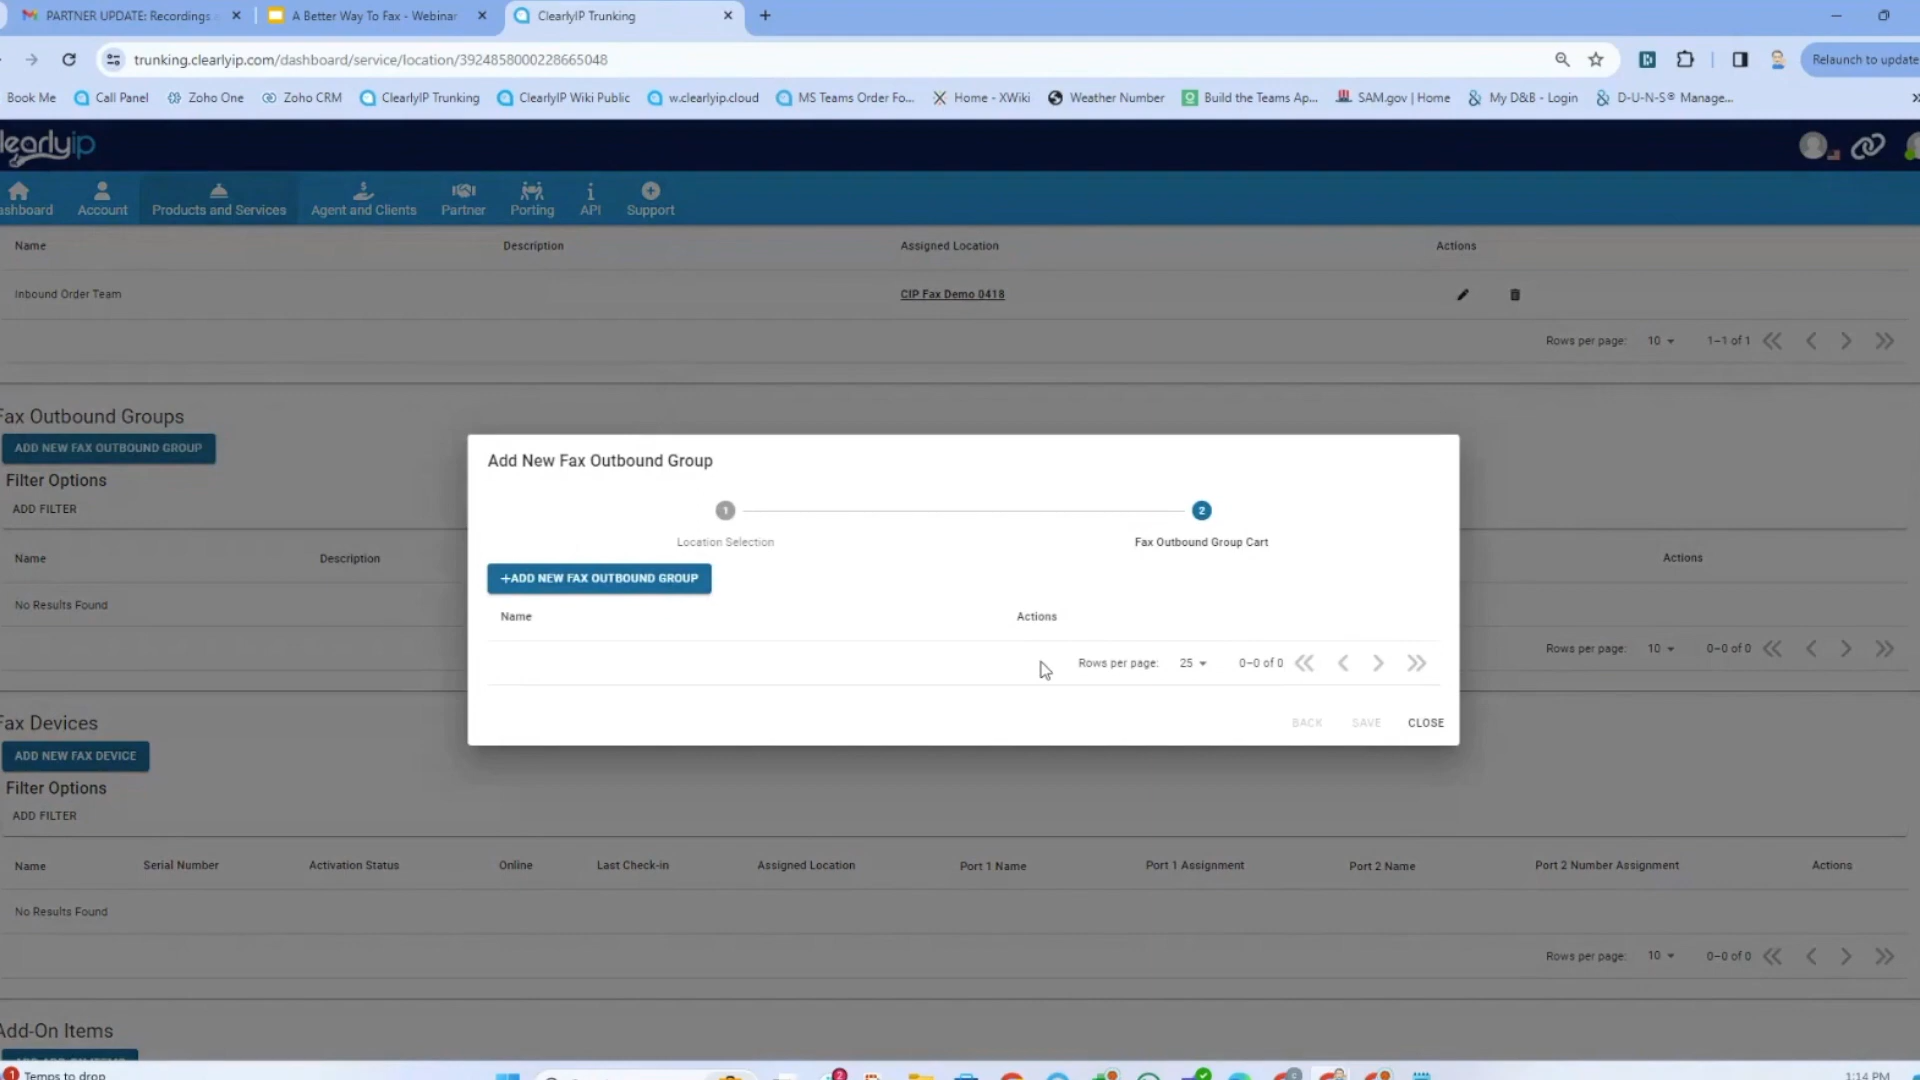 PARTNER UPDATE: Recordings
A Better Way To Fax - Webinar
ClearlyIP Trunking
trunking.clearlyip.com/dashboard/service/location/3924858000228665048
Relaunch to update
Book Me
Call Panel
Zoho One
Zoho CRM
ClearlyIP Trunking
ClearlyIP Wiki Public
w.clearlyip.cloud
MS Teams Order Fo...
Home - XWiki
Weather Number
Build the Teams Ap...
SAM.gov | Home
My D&B - Login
D-U-N-S® Manage...
learlyip
ashboard
Account
Products and Services
Agent and Clients
Partner
Porting
API
Support
Name
Description
Assigned Location
Actions
Inbound Order Team
CIP Fax Demo 0418
Rows per page: 10 1-1 of 1
Fax Outbound Groups
ADD NEW FAX OUTBOUND GROUP
Filter Options
ADD FILTER
Name
Description
Actions
No Results Found
Rows per page: 10 0-0 of 0
Add New Fax Outbound Group
1
2
Location Selection
Fax Outbound Group Cart
+ADD NEW FAX OUTBOUND GROUP
Name
Actions
Rows per page: 25 0-0 of 0
BACK
SAVE
CLOSE
Fax Devices
ADD NEW FAX DEVICE
Filter Options
ADD FILTER
Name
Serial Number
Activation Status
Online
Last Check-in
Assigned Location
Port 1 Name
Port 1 Assignment
Port 2 Name
Port 2 Number Assignment
Actions
No Results Found
Rows per page: 10 0-0 of 0
Add-On Items
1
Temps to drop
2
1:14 PM